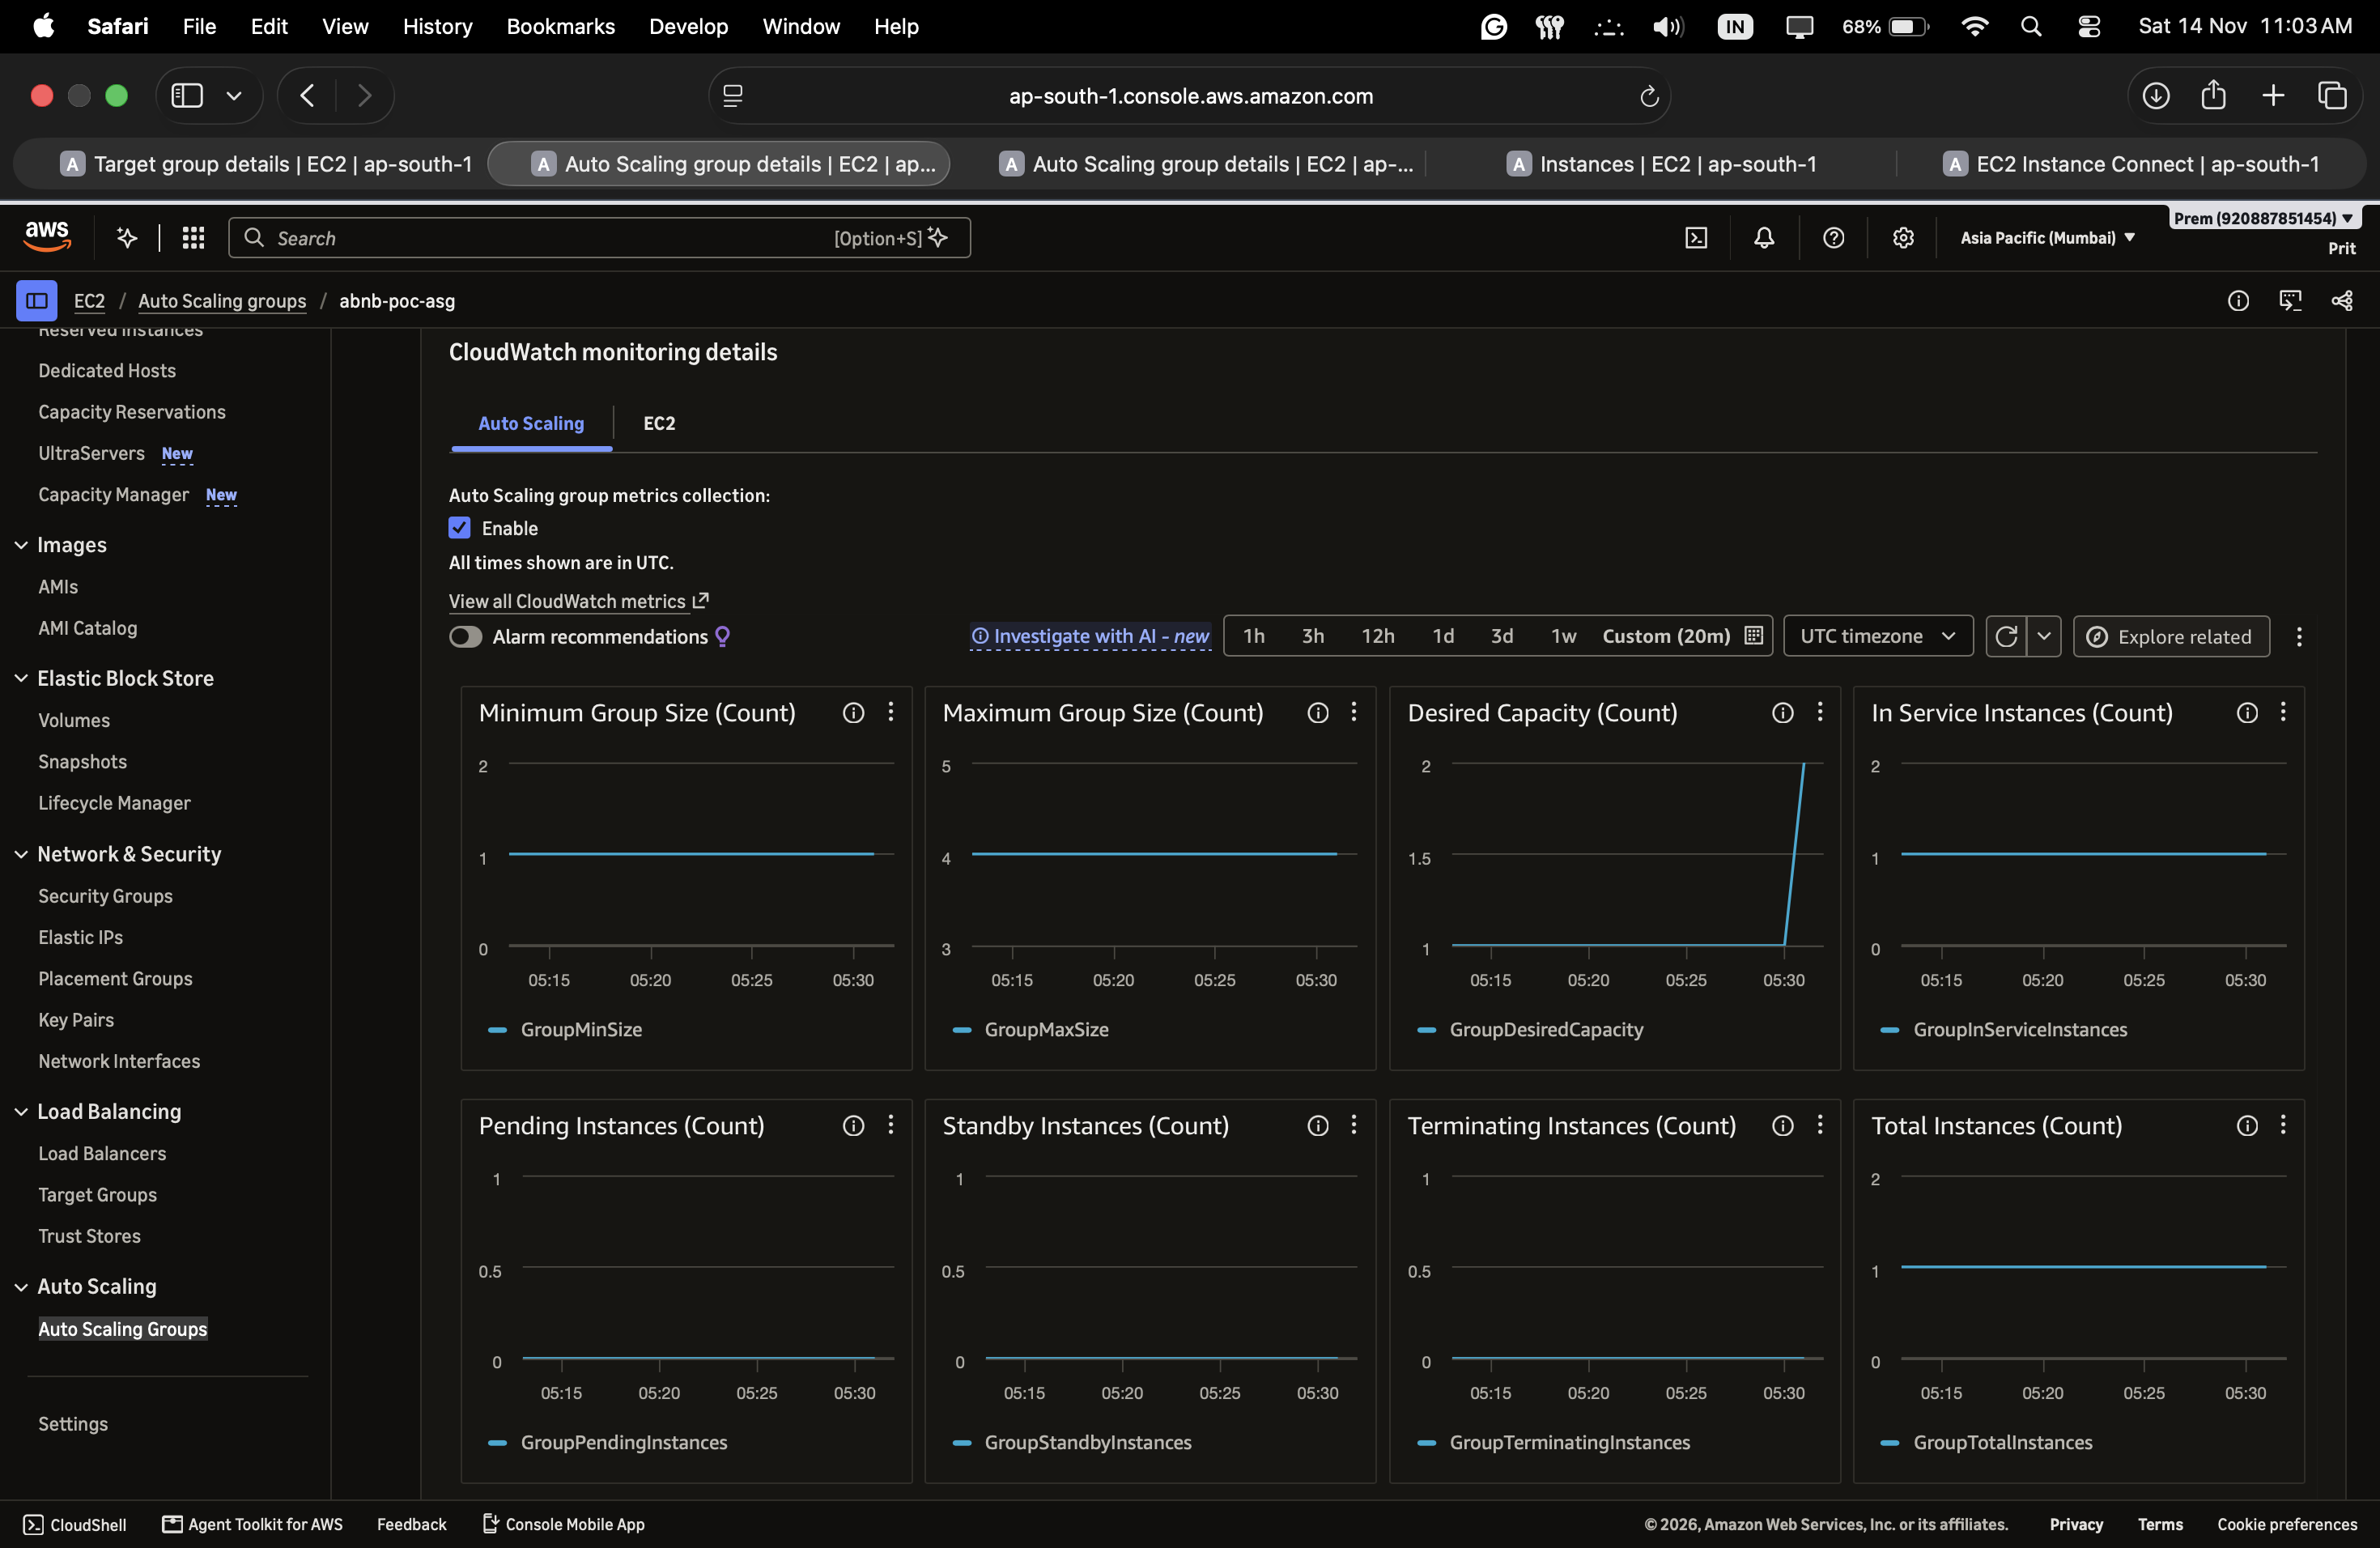 Safari File Edit View History Bookmarks Develop Window Help IN 68% Sat 14 Nov 11:03 AM
ap-south-1.console.aws.amazon.com
A Target group details | EC2 | ap-south-1
A Auto Scaling group details | EC2 | ap...
A Auto Scaling group details | EC2 | ap-...
A Instances | EC2 | ap-south-1
A EC2 Instance Connect | ap-south-1
aws Search [Option+S] Asia Pacific (Mumbai) Prem (920887851454)
Prit
EC2 / Auto Scaling groups / abnb-poc-asg
Reserved Instances
Dedicated Hosts
Capacity Reservations
UltraServers New
Capacity Manager New
Images
AMIs
AMI Catalog
Elastic Block Store
Volumes
Snapshots
Lifecycle Manager
Network & Security
Security Groups
Elastic IPs
Placement Groups
Key Pairs
Network Interfaces
Load Balancing
Load Balancers
Target Groups
Trust Stores
Auto Scaling
Auto Scaling Groups
Settings
CloudWatch monitoring details
Auto Scaling EC2
Auto Scaling group metrics collection:
Enable
All times shown are in UTC.
View all CloudWatch metrics
Alarm recommendations
Investigate with AI - new 1h 3h 12h 1d 3d 1w Custom (20m) UTC timezone Explore related
Minimum Group Size (Count)
2
1
0
05:15 05:20 05:25 05:30
GroupMinSize
Maximum Group Size (Count)
5
4
3
05:15 05:20 05:25 05:30
GroupMaxSize
Desired Capacity (Count)
2
1.5
1
05:15 05:20 05:25 05:30
GroupDesiredCapacity
In Service Instances (Count)
2
1
0
05:15 05:20 05:25 05:30
GroupInServiceInstances
Pending Instances (Count)
1
0.5
0
05:15 05:20 05:25 05:30
GroupPendingInstances
Standby Instances (Count)
1
0.5
0
05:15 05:20 05:25 05:30
GroupStandbyInstances
Terminating Instances (Count)
1
0.5
0
05:15 05:20 05:25 05:30
GroupTerminatingInstances
Total Instances (Count)
2
1
0
05:15 05:20 05:25 05:30
GroupTotalInstances
CloudShell Agent Toolkit for AWS Feedback Console Mobile App © 2026, Amazon Web Services, Inc. or its affiliates. Privacy Terms Cookie preferences